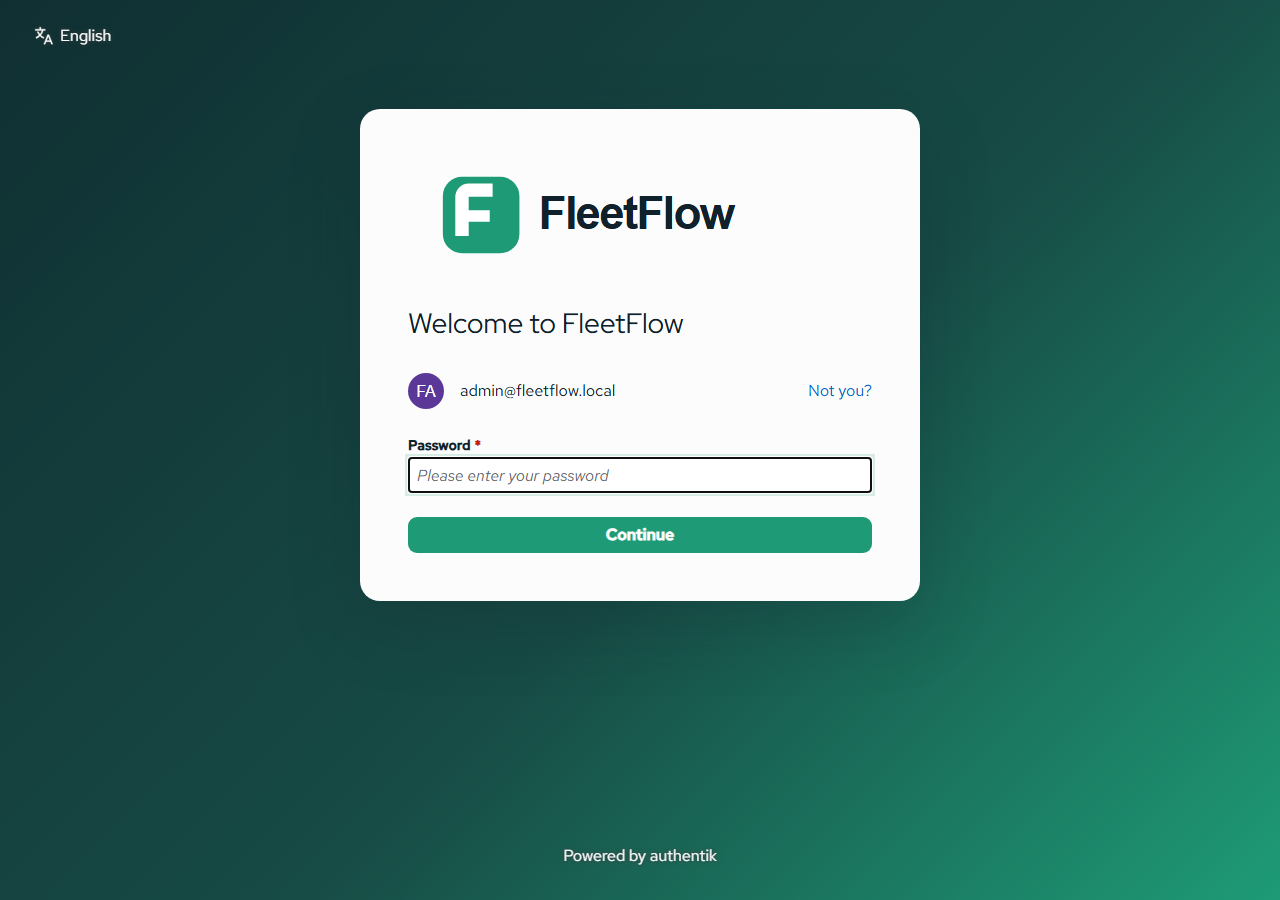 English
F FleetFlow
Welcome to FleetFlow
FA admin@fleetflow.local Not you?
Password *
Please enter your password
Continue
Powered by authentik